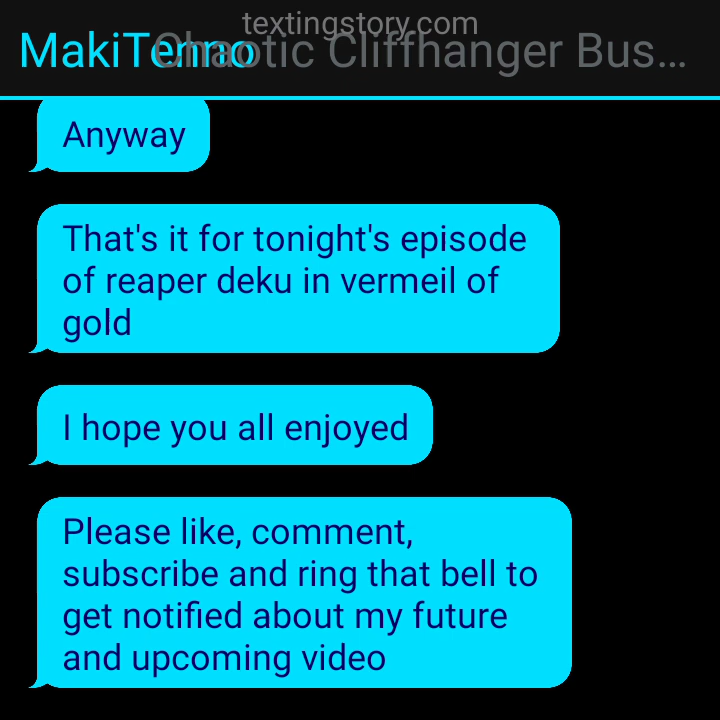 textingstory.com
MakiTenno
Chaotic Cliffhanger Bus...
Anyway
That's it for tonight's episode
of reaper deku in vermeil of
gold
I hope you all enjoyed
Please like, comment,
subscribe and ring that bell to
get notified about my future
and upcoming video